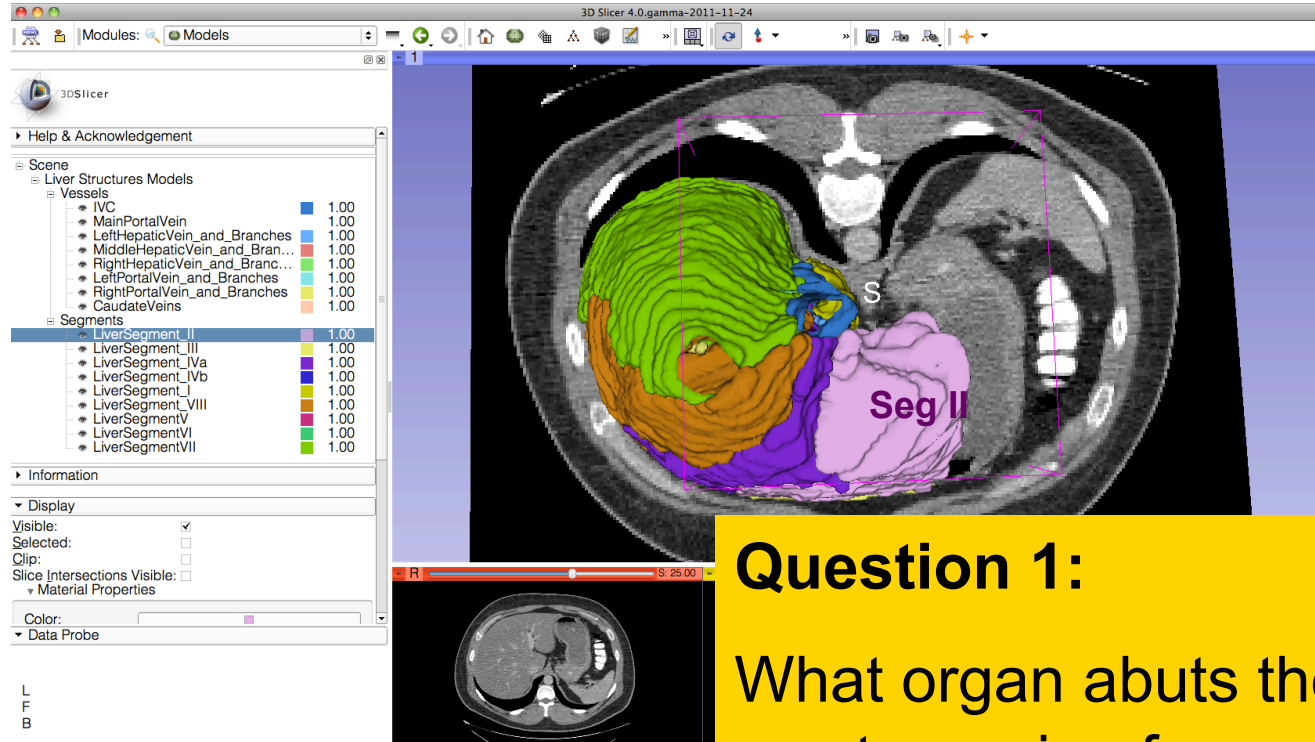 3D Slicer 4.0.gamma-2011-11-24
Modules: Models
1
3DSlicer
Help & Acknowledgement
Scene
Liver Structures Models
Vessels
IVC 1.00
MainPortalVein 1.00
LeftHepaticVein_and_Branches 1.00
MiddleHepaticVein_and_Bran... 1.00
RightHepaticVein_and_Branc... 1.00
LeftPortalVein_and_Branches 1.00
RightPortalVein_and_Branches 1.00
CaudateVeins 1.00
Segments
LiverSegment_II 1.00
LiverSegment_III 1.00
LiverSegment_IVa 1.00
LiverSegment_IVb 1.00
LiverSegment_I 1.00
LiverSegment_VIII 1.00
LiverSegmentV 1.00
LiverSegmentVI 1.00
LiverSegmentVII 1.00
Information
Display
Visible:
Selected:
Clip:
Slice Intersections Visible:
Material Properties
Color:
Data Probe
L
F
B
S
Seg II
R S: 25.00
Question 1:
What organ abuts the